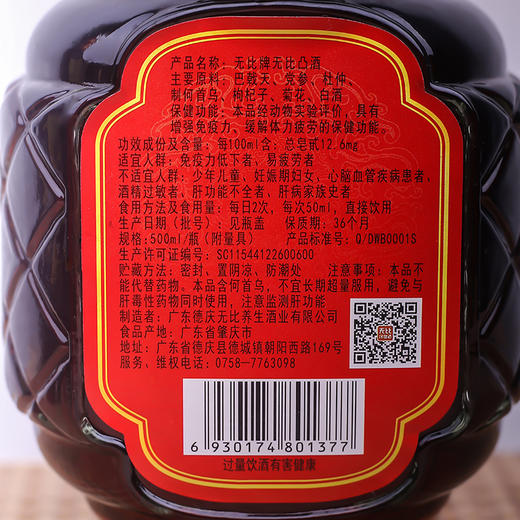 产品名称：无比牌无比凸酒
主要原料：巴戟天、党参、杜仲
制何首乌、枸杞子、菊花、白酒
保健功能：本品经动物实验评价，具有
增强免疫力、缓解体力疲劳的保健功能。
功效成份及含量：每100ml含：总皂甙12.6mg
适宜人群：免疫力低下者、易疲劳者
不适宜人群：少年儿童、妊娠期妇女、心脑血管疾病患者、
酒精过敏者、肝功能不全者、肝病家族史者
食用方法及食用量：每日2次，每次50ml，直接饮用
生产日期（批号）：见瓶盖 保质期：36个月
规格：500ml/瓶（附量具） 产品标准号：Q/DWB0001S
生产许可证编号：SC11544122600600
贮藏方法：密封、置阴凉、防潮处 注意事项：本品不
能代替药物。本品含何首乌，不宜长期超量服用，避免与
肝毒性药物同时使用，注意监测肝功能
制造者：广东德庆无比养生酒业有限公司
食品产地：广东省肇庆市
地址：广东省德庆县德城镇朝阳西路169号
服务、维权电话：0758-7763098
无比
6 930174 801377
过量饮酒有害健康